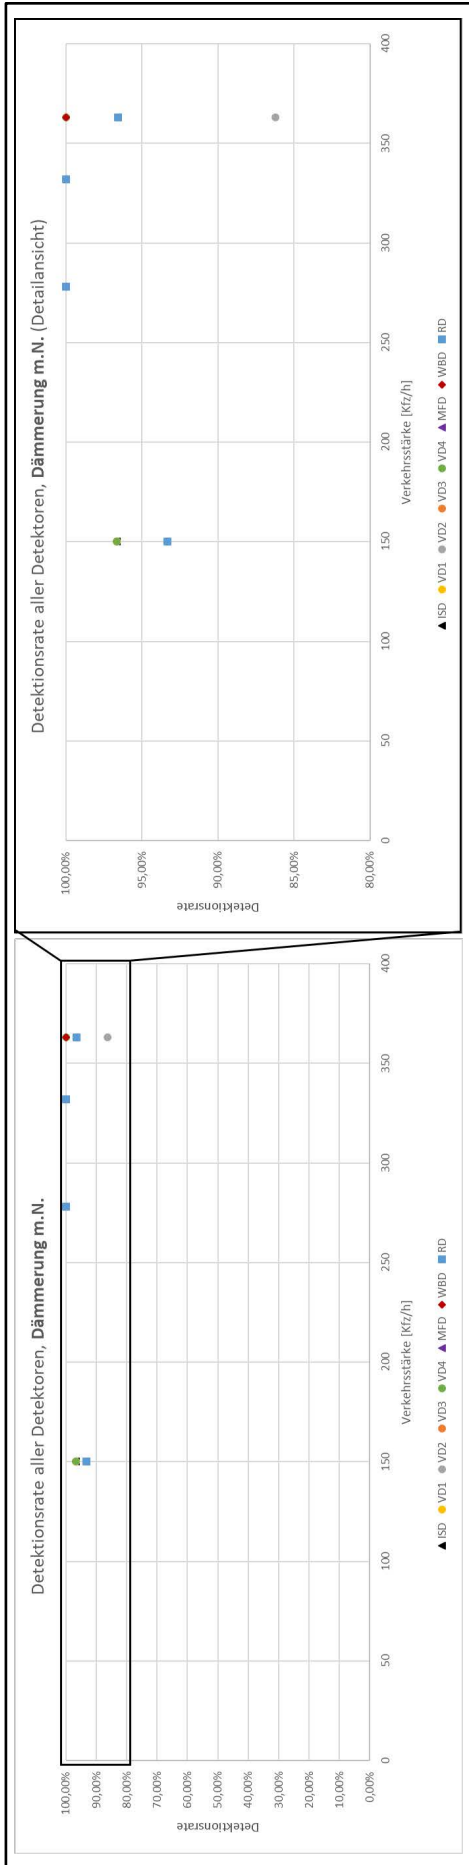 Detektionsrate aller Detektoren, Dämmerung m.N.
Detektionsrate
100,00%
90,00%
80,00%
70,00%
60,00%
50,00%
40,00%
30,00%
20,00%
10,00%
0,00%
0 50 100 150 200 250 300 350 400
Verkehrsstärke [Kfz/h]
ISD VD1 VD2 VD3 VD4 MFD WBD RD
Detektionsrate aller Detektoren, Dämmerung m.N. (Detailansicht)
Detektionsrate
100,00%
95,00%
90,00%
85,00%
80,00%
0 50 100 150 200 250 300 350 400
Verkehrsstärke [Kfz/h]
ISD VD1 VD2 VD3 VD4 MFD WBD RD